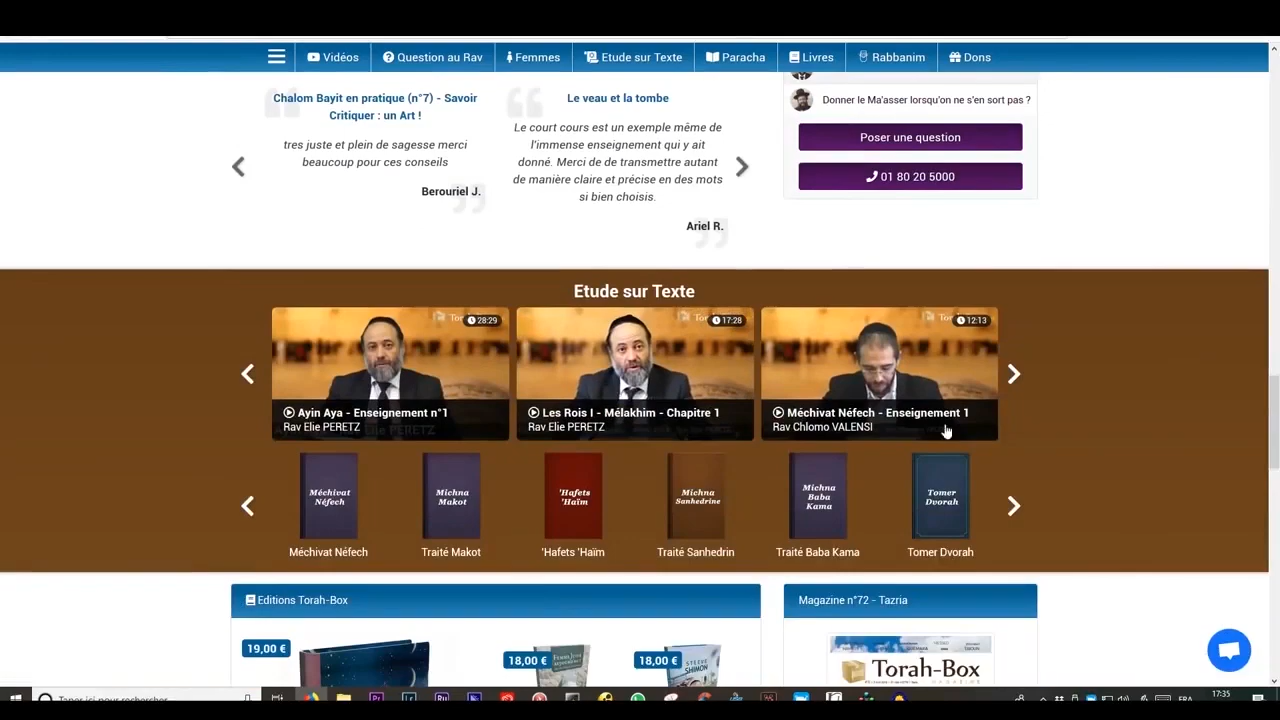 Vidéos
Question au Rav
Femmes
Etude sur Texte
Paracha
Livres
Rabbanim
Dons
Chalom Bayit en pratique (n°7) - Savoir
Critiquer : un Art !
tres juste et plein de sagesse merci
beaucoup pour ces conseils
Berouriel J.
Le veau et la tombe
Le court cours est un exemple même de
l'immense enseignement qui y ait
donné. Merci de de transmettre autant
de manière claire et précise en des mots
si bien choisis.
Ariel R.
Donner le Ma'asser lorsqu'on ne s'en sort pas ?
Poser une question
01 80 20 5000
Etude sur Texte
28:29
Ayin Aya - Enseignement n°1
Rav Elie PERETZ
17:28
Les Rois I - Mélakhim - Chapitre 1
Rav Elie PERETZ
12:13
Méchivat Néfech - Enseignement 1
Rav Chlomo VALENSI
Méchivat
Néfech
Michna
Makot
'Hafets
'Haïm
Michna
Sanhedrine
Michna
Baba
Kama
Tomer
Dvorah
Méchivat Néfech
Traité Makot
'Hafets 'Haïm
Traité Sanhedrin
Traité Baba Kama
Tomer Dvorah
Editions Torah-Box
19,00 €
18,00 €
18,00 €
Magazine n°72 - Tazria
Torah-Box
Taper ici pour rechercher
FRA
17:35